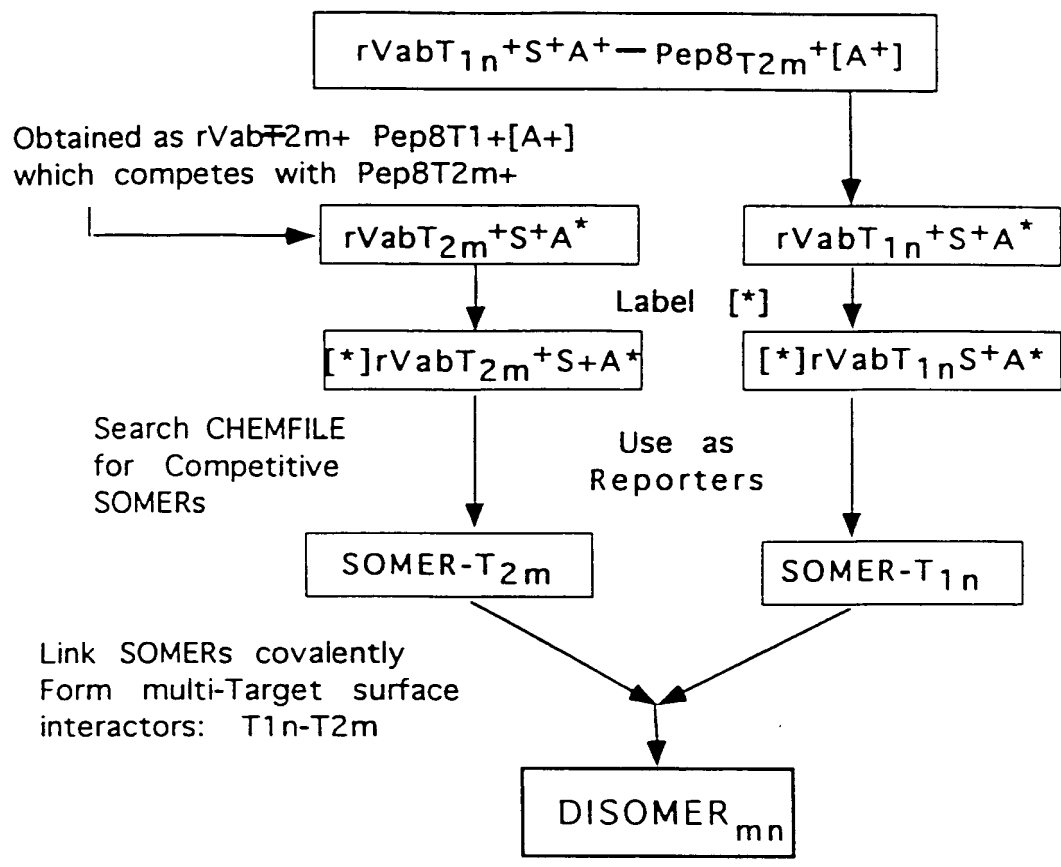 rVabT1n+S+A+ — Pep8T2m+[A+]
Obtained as rVabT2m+ Pep8T1+[A+]
which competes with Pep8T2m+
rVabT2m+S+A*
rVabT1n+S+A*
Label [*]
[*]rVabT2m+S+A*
[*]rVabT1nS+A*
Search CHEMFILE
for Competitive
SOMERs
Use as
Reporters
SOMER-T2m
SOMER-T1n
Link SOMERs covalently
Form multi-Target surface
interactors: T1n-T2m
DISOMERmn